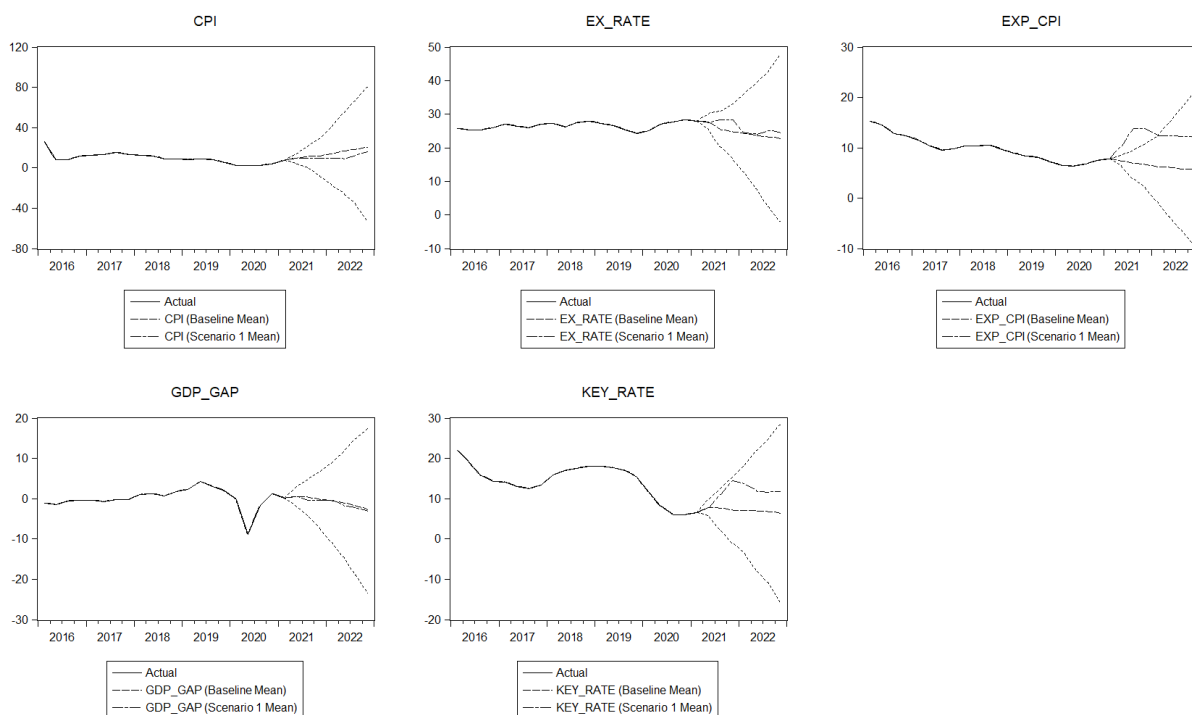 CPI
120
80
40
0
-40
-80
2016 2017 2018 2019 2020 2021 2022
Actual
CPI (Baseline Mean)
CPI (Scenario 1 Mean)
EX_RATE
50
40
30
20
10
0
-10
2016 2017 2018 2019 2020 2021 2022
Actual
EX_RATE (Baseline Mean)
EX_RATE (Scenario 1 Mean)
EXP_CPI
30
20
10
0
-10
2016 2017 2018 2019 2020 2021 2022
Actual
EXP_CPI (Baseline Mean)
EXP_CPI (Scenario 1 Mean)
GDP_GAP
20
10
0
-10
-20
-30
2016 2017 2018 2019 2020 2021 2022
Actual
GDP_GAP (Baseline Mean)
GDP_GAP (Scenario 1 Mean)
KEY_RATE
30
20
10
0
-10
-20
2016 2017 2018 2019 2020 2021 2022
Actual
KEY_RATE (Baseline Mean)
KEY_RATE (Scenario 1 Mean)